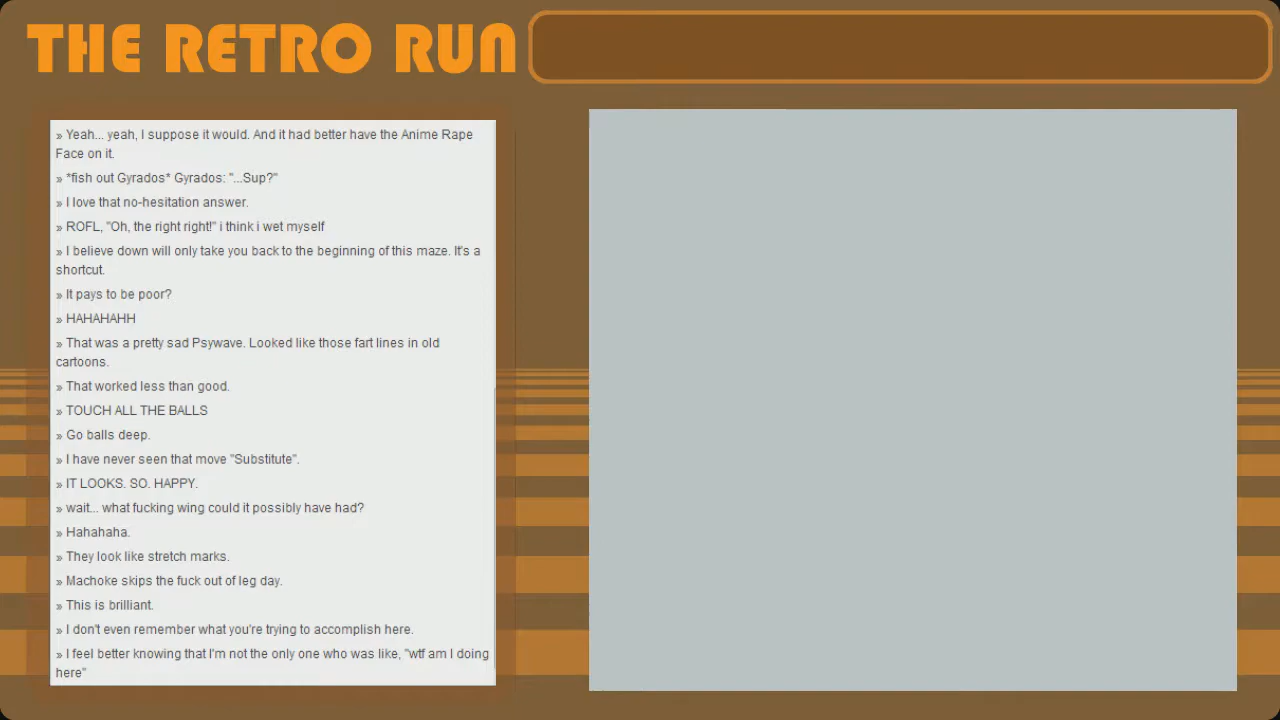 THE RETRO RUN
» Yeah... yeah, I suppose it would. And it had better have the Anime Rape
Face on it.
» *fish out Gyrados* Gyrados: "...Sup?"
» I love that no-hesitation answer.
» ROFL, "Oh, the right right!" i think i wet myself
» I believe down will only take you back to the beginning of this maze. It's a
shortcut.
» It pays to be poor?
» HAHAHAHH
» That was a pretty sad Psywave. Looked like those fart lines in old
cartoons.
» That worked less than good.
» TOUCH ALL THE BALLS
» Go balls deep.
» I have never seen that move "Substitute".
» IT LOOKS. SO. HAPPY.
» wait... what fucking wing could it possibly have had?
» Hahahaha.
» They look like stretch marks.
» Machoke skips the fuck out of leg day.
» This is brilliant.
» I don't even remember what you're trying to accomplish here.
» I feel better knowing that I'm not the only one who was like, "wtf am I doing
here"